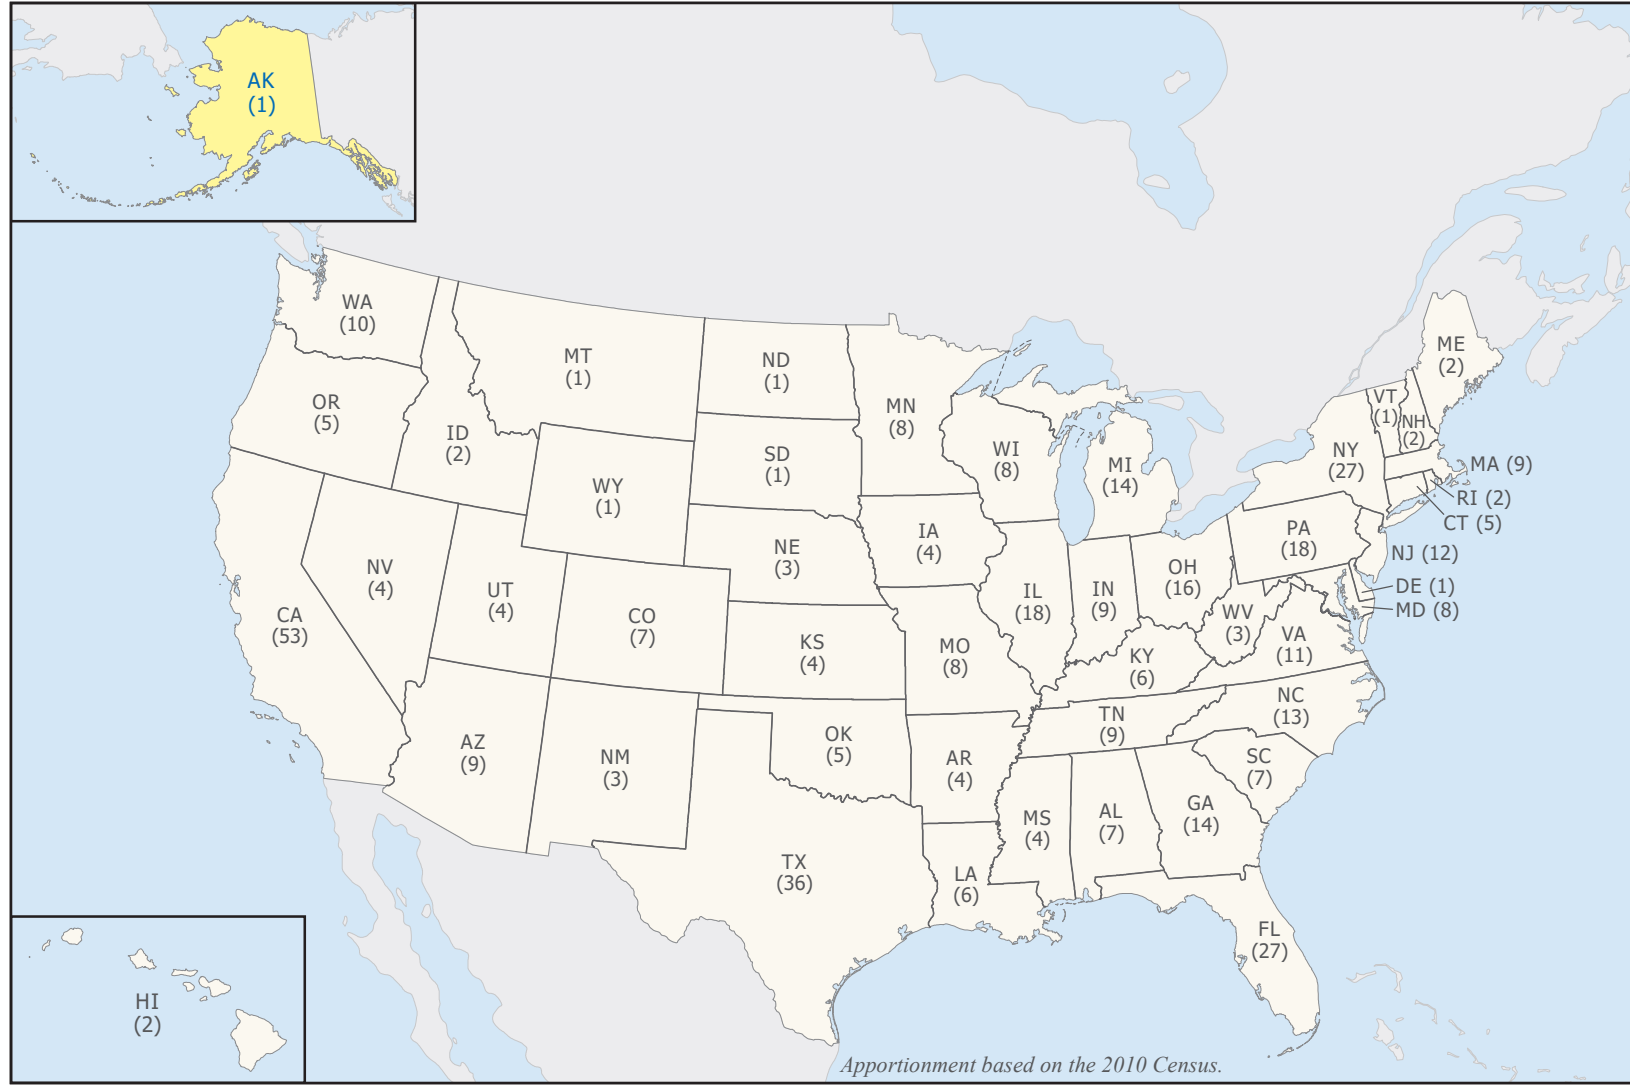 AK
(1)
WA
(10)
MT
(1)
ND
(1)
MN
(8)
ME
(2)
VT
(1)
NH
(2)
OR
(5)
ID
(2)
SD
(1)
WI
(8)
MI
(14)
NY
(27)
MA (9)
RI (2)
CT (5)
WY
(1)
IA
(4)
PA
(18)
NJ (12)
NE
(3)
OH
(16)
DE (1)
MD (8)
NV
(4)
UT
(4)
IL
(18)
IN
(9)
WV
(3)
VA
(11)
CA
(53)
CO
(7)
KS
(4)
MO
(8)
KY
(6)
NC
(13)
TN
(9)
AZ
(9)
NM
(3)
OK
(5)
AR
(4)
SC
(7)
MS
(4)
AL
(7)
GA
(14)
TX
(36)
LA
(6)
FL
(27)
HI
(2)
Apportionment based on the 2010 Census.